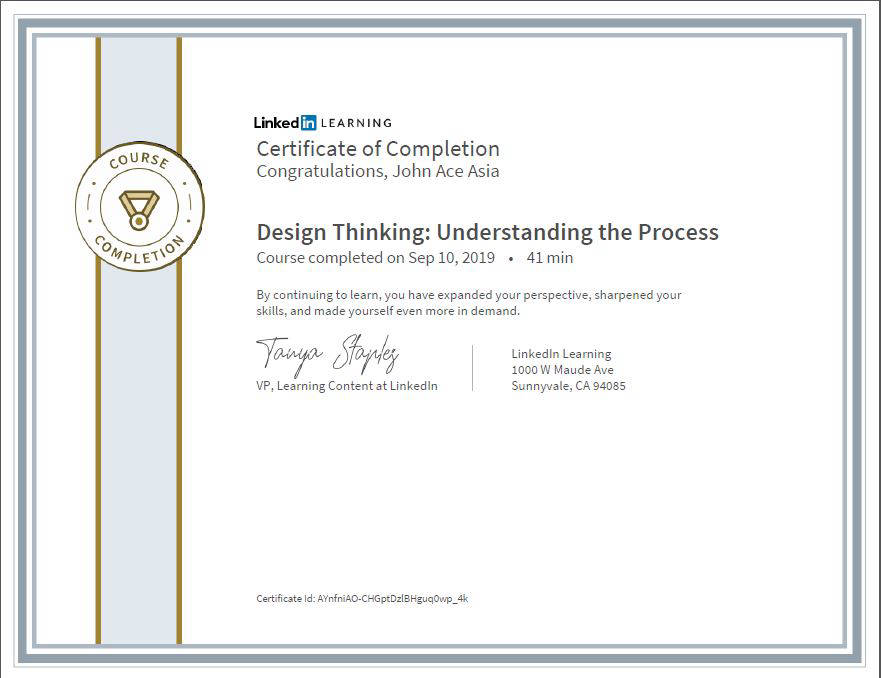 COURSE
COMPLETION
Linkedin LEARNING
Certificate of Completion
Congratulations, John Ace Asia
Design Thinking: Understanding the Process
Course completed on Sep 10, 2019 • 41 min
By continuing to learn, you have expanded your perspective, sharpened your
skills, and made yourself even more in demand.
Tanya Staples
VP, Learning Content at LinkedIn
LinkedIn Learning
1000 W Maude Ave
Sunnyvale, CA 94085
Certificate Id: AYnfniAO-CHGptDzlBHguq0wp_4k